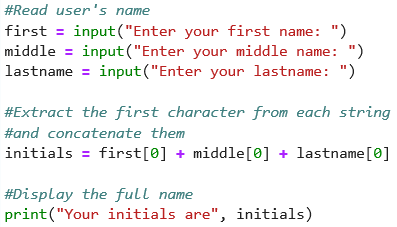 #Read user's name
first = input("Enter your first name: ")
middle = input("Enter your middle name: ")
lastname = input("Enter your lastname: ")
#Extract the first character from each string
#and concatenate them
initials = first[0] + middle[0] + lastname[0]
#Display the full name
print("Your initials are", initials)